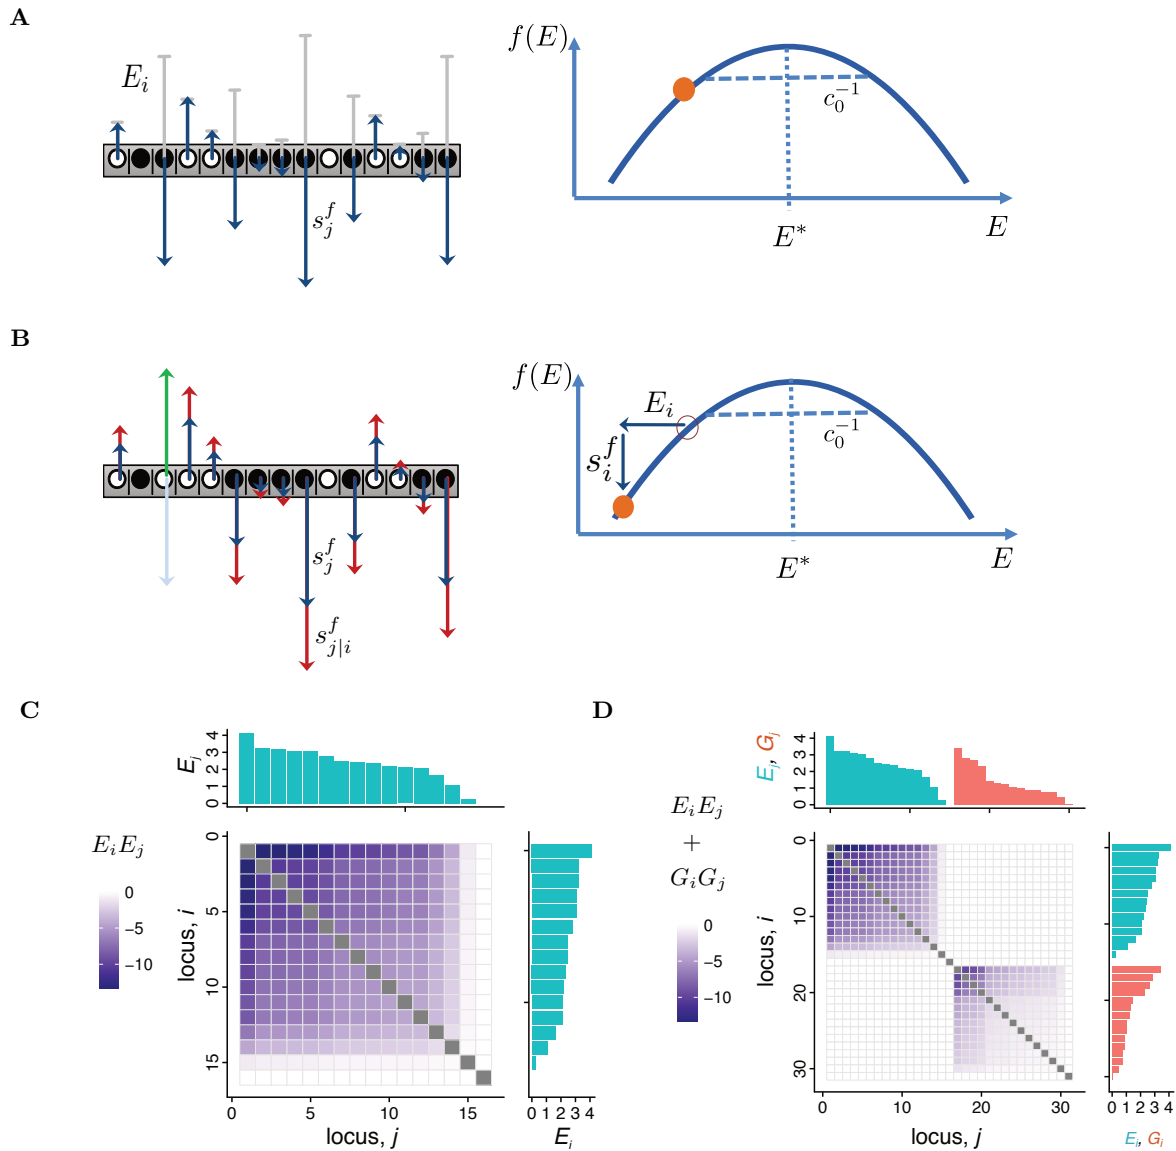 A
E_i
s_j^f
f(E)
c_0^{-1}
E
E*
B
s_j^f
s_{j|i}^f
f(E)
E_i
s_i^f
c_0^{-1}
E
E*
C
E_j
4
3
2
1
0
E_iE_j
0
−5
−10
locus, i
0
5
10
15
0 5 10 15
locus, j
0 1 2 3 4
E_i
D
E_j, G_j
4
3
2
1
0
E_iE_j
+
G_iG_j
0
−5
−10
locus, i
0
10
20
30
0 10 20 30
locus, j
0 1 2 3 4
E_i, G_i